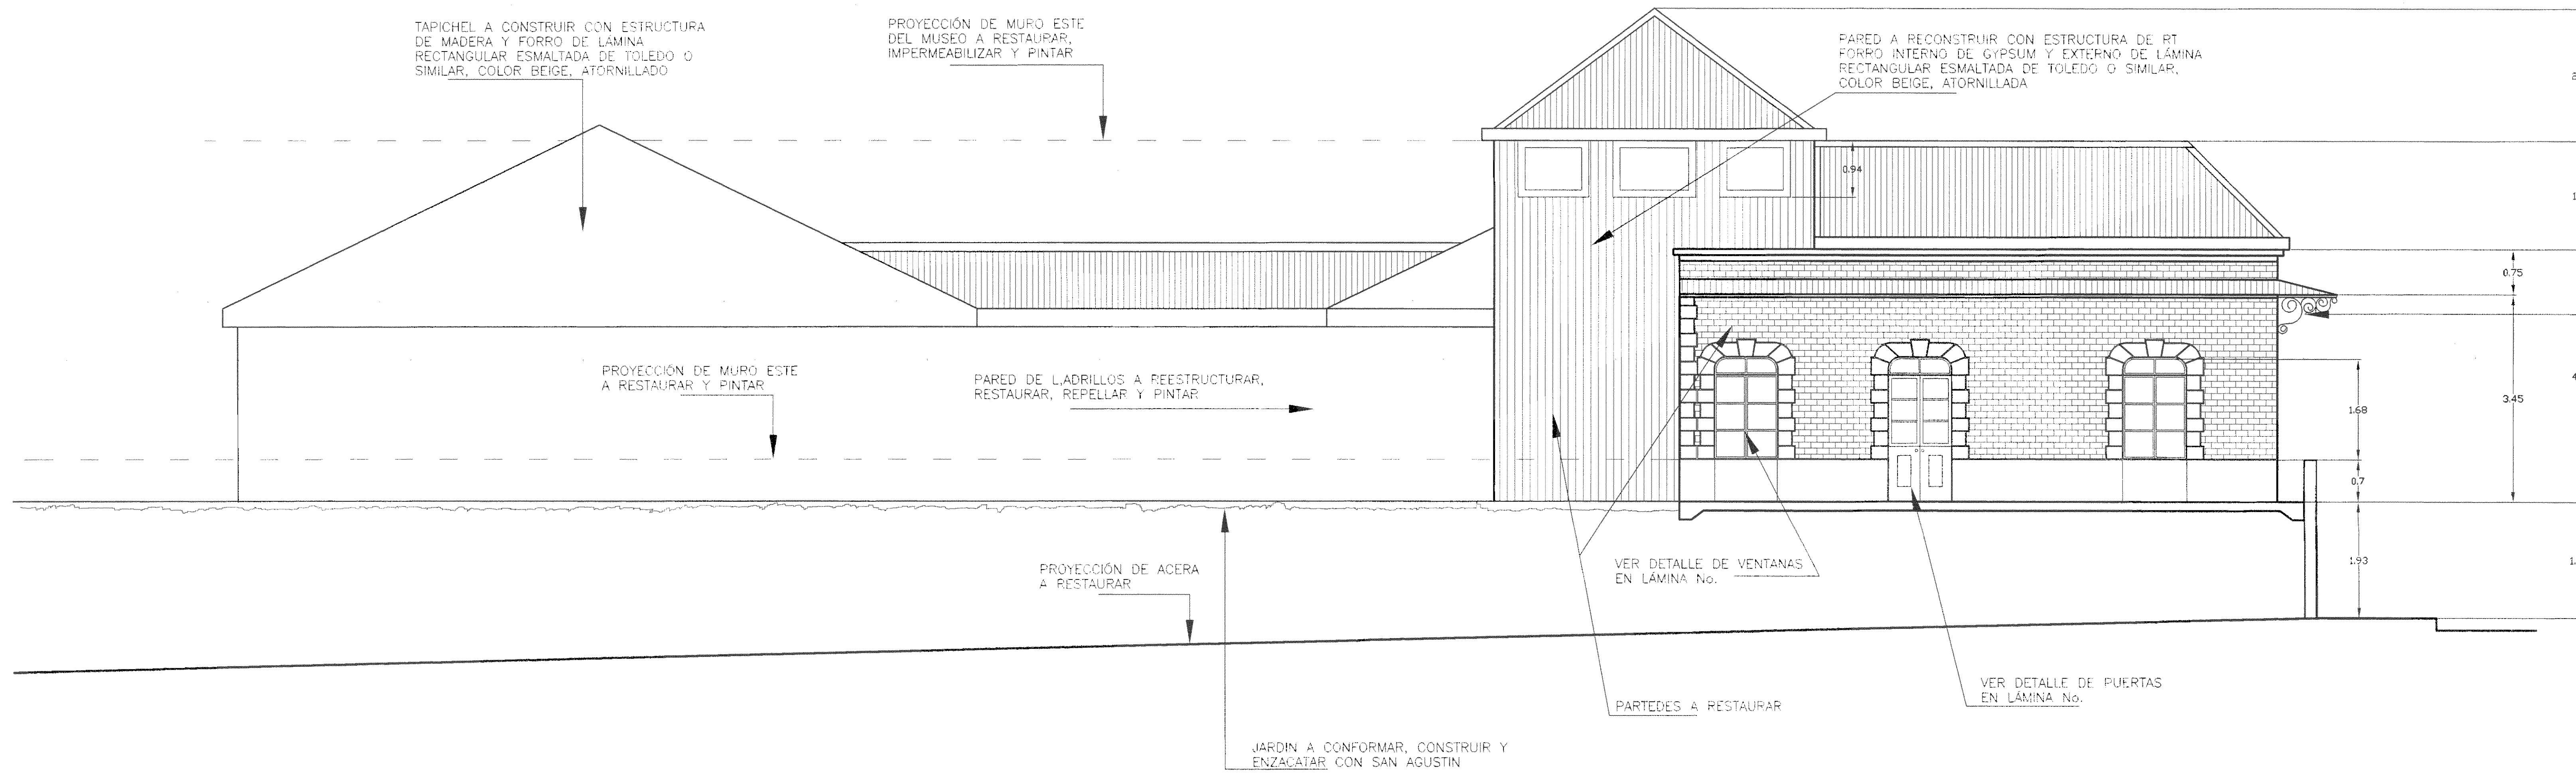 TAPICHEL A CONSTRUIR CON ESTRUCTURA
DE MADERA Y FORRO DE LÁMINA
RECTANGULAR ESMALTADA DE TOLEDO O
SIMILAR, COLOR BEIGE, ATORNILLADO
PROYECCIÓN DE MURO ESTE
DEL MUSEO A RESTAURAR,
IMPERMEABILIZAR Y PINTAR
PARED A RECONSTRUIR CON ESTRUCTURA DE RT
FORRO INTERNO DE GYPSUM Y EXTERNO DE LÁMINA
RECTANGULAR ESMALTADA DE TOLEDO O SIMILAR,
COLOR BEIGE, ATORNILLADA
0.94
0.75
PROYECCIÓN DE MURO ESTE
A RESTAURAR Y PINTAR
PARED DE LADRILLOS A REESTRUCTURAR,
RESTAURAR, REPELLAR Y PINTAR
1.68
3.45
0.7
1.93
PROYECCIÓN DE ACERA
A RESTAURAR
VER DETALLE DE VENTANAS
EN LÁMINA No.
VER DETALLE DE PUERTAS
EN LÁMINA No.
PARTEDES A RESTAURAR
JARDIN A CONFORMAR, CONSTRUIR Y
ENZACATAR CON SAN AGUSTIN